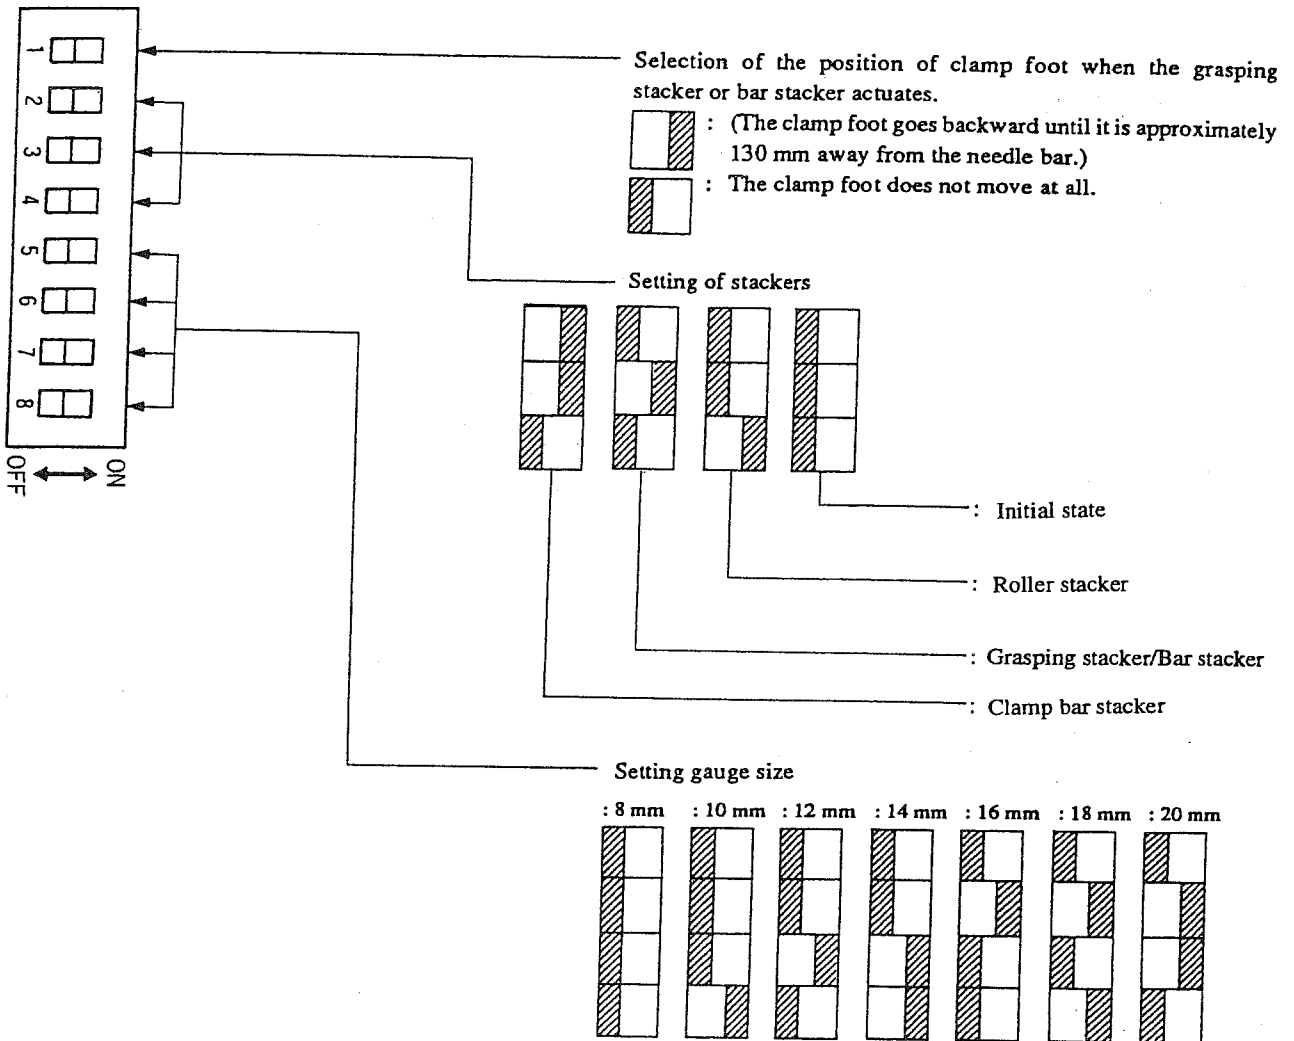 1
2
3
4
5
6
7
8
OFF
ON
Selection of the position of clamp foot when the grasping
stacker or bar stacker actuates.
: (The clamp foot goes backward until it is approximately
130 mm away from the needle bar.)
: The clamp foot does not move at all.
Setting of stackers
: Initial state
: Roller stacker
: Grasping stacker/Bar stacker
: Clamp bar stacker
Setting gauge size
: 8 mm : 10 mm : 12 mm : 14 mm : 16 mm : 18 mm : 20 mm